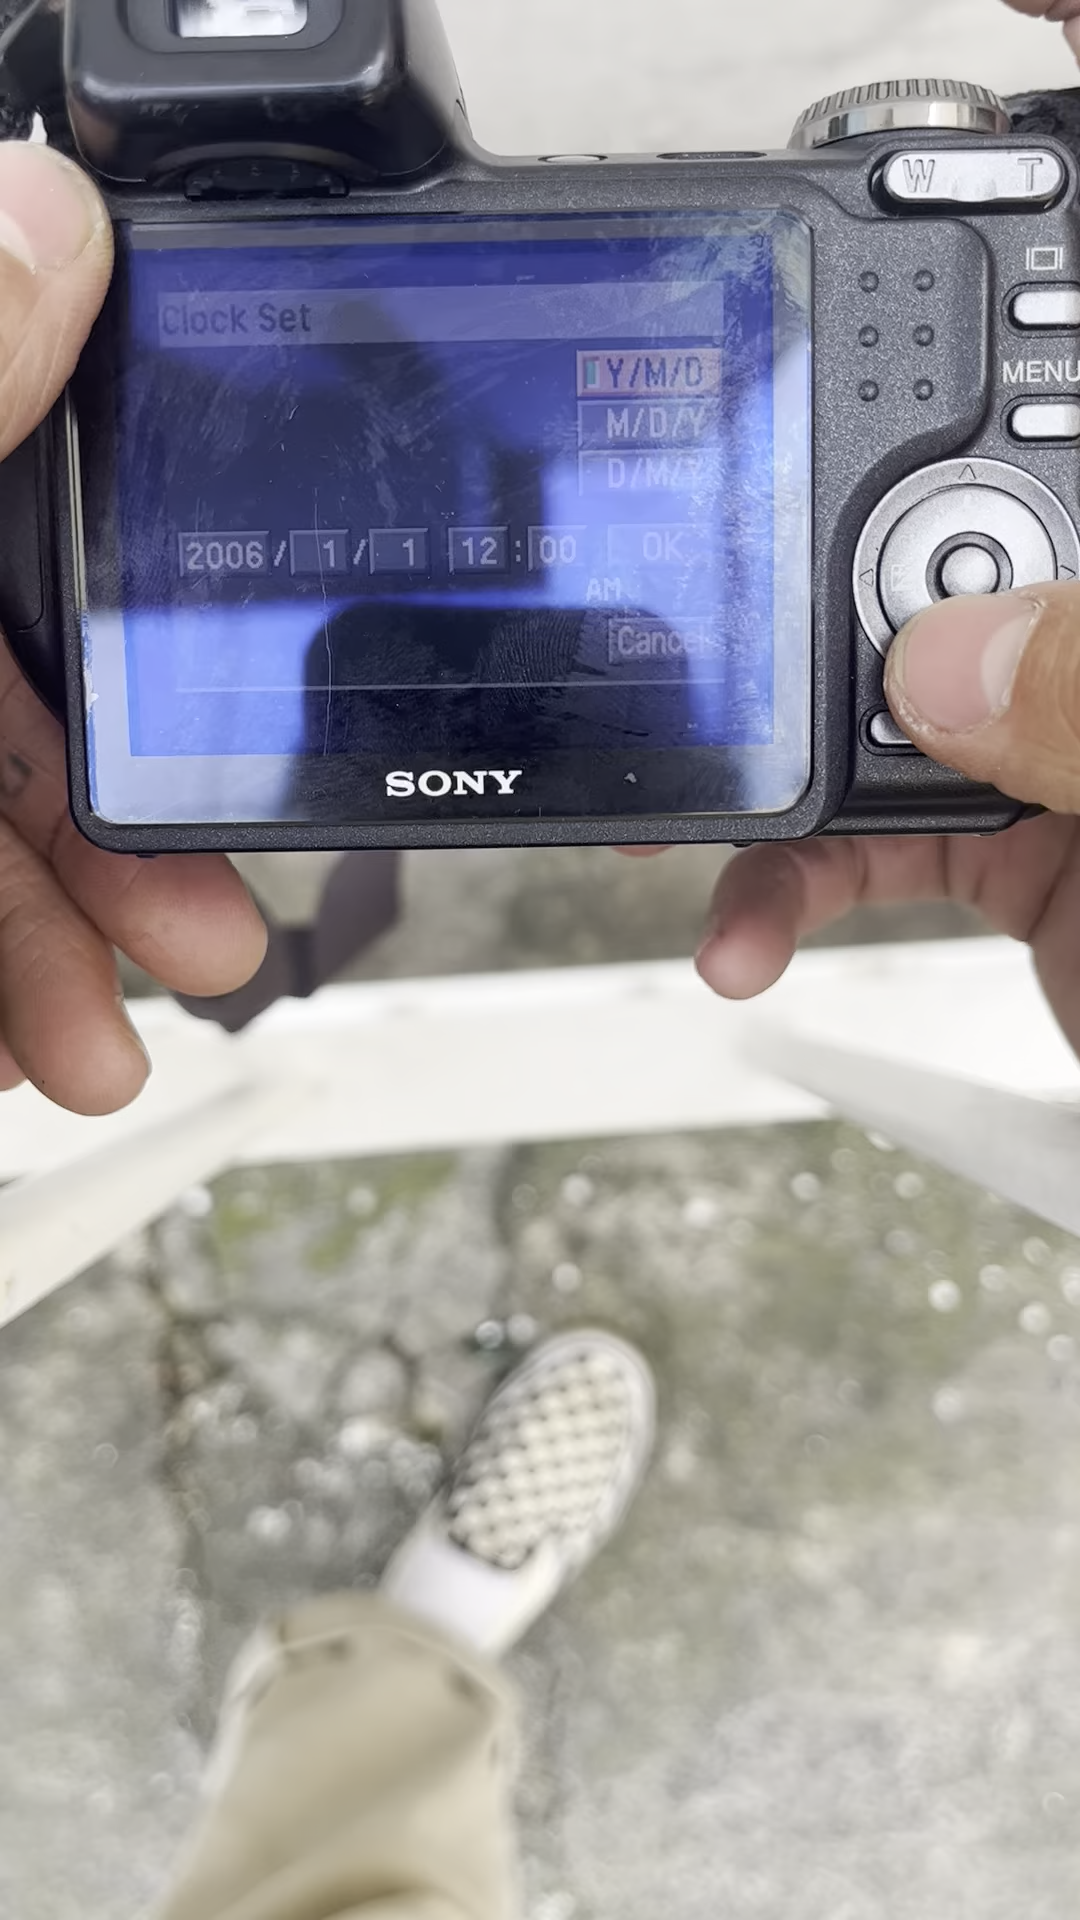 W T
Clock Set
MENU
Y/M/D
M/D/Y
D/M/Y
2006 / 1 / 1 12 : 00 OK
AM
Cancel
SONY